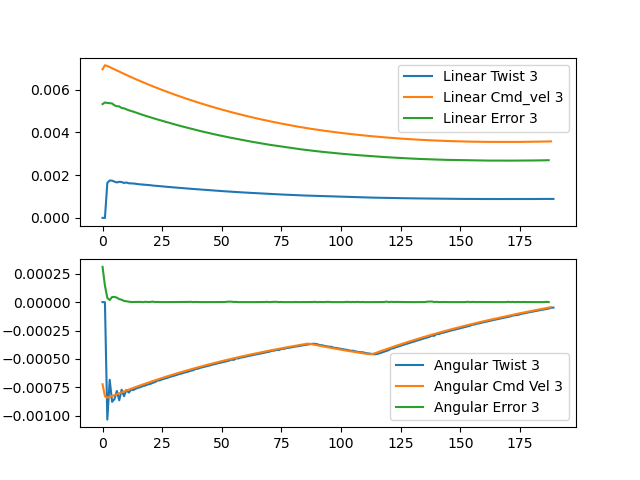 0.006
0.004
0.002
0.000
Linear Twist 3
Linear Cmd_vel 3
Linear Error 3
0 25 50 75 100 125 150 175
0.00025
0.00000
−0.00025
−0.00050
−0.00075
−0.00100
Angular Twist 3
Angular Cmd Vel 3
Angular Error 3
0 25 50 75 100 125 150 175